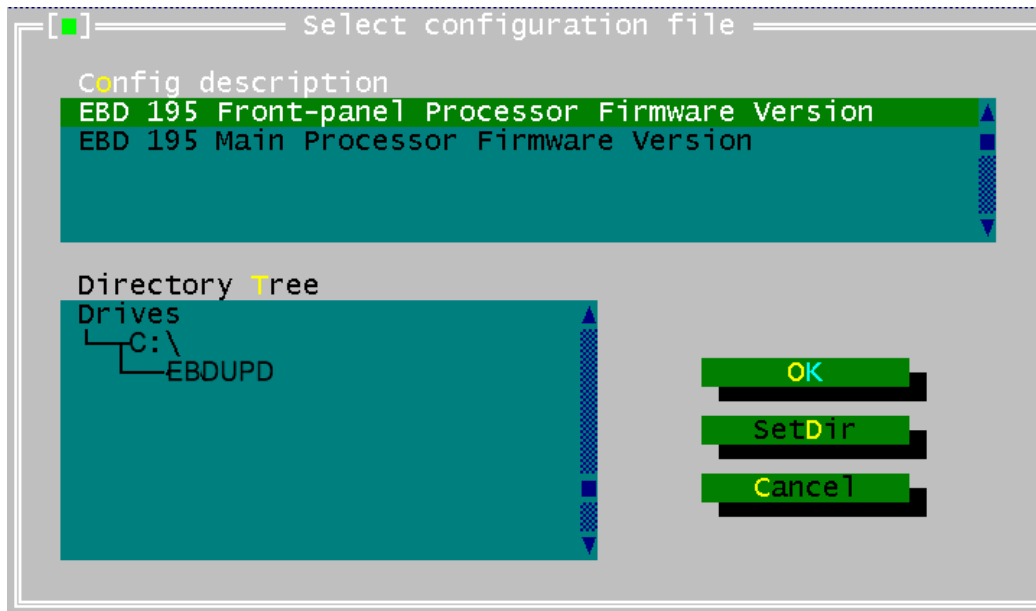 Select configuration file
Config description
EBD 195 Front-panel Processor Firmware Version
EBD 195 Main Processor Firmware Version
Directory Tree
Drives
C:\
EBDUPD
OK
SetDir
Cancel